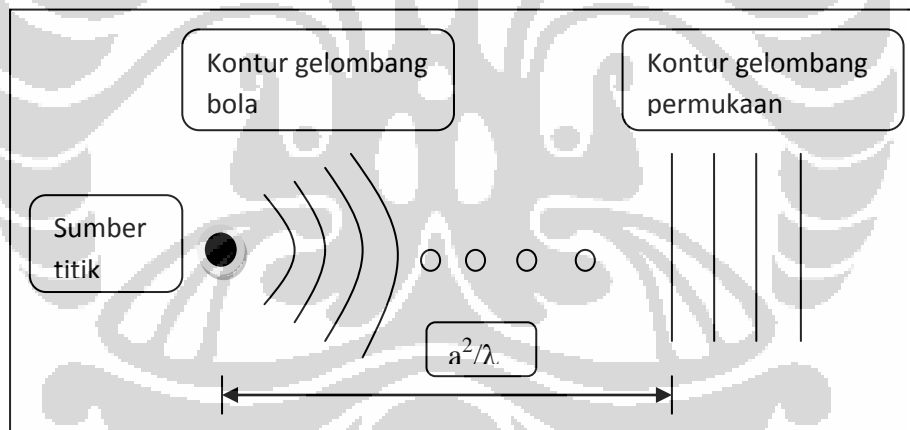 Kontur gelombang
bola
Kontur gelombang
permukaan
Sumber
titik
a²/λ